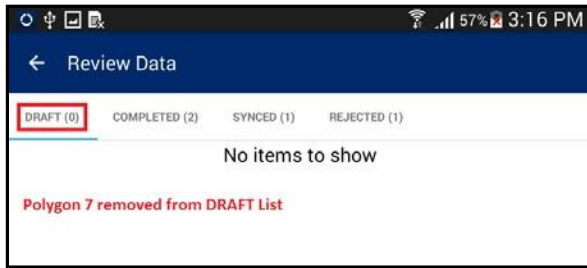 57% 3:16 PM
Review Data
DRAFT (0) COMPLETED (2) SYNCED (1) REJECTED (1)
No items to show
Polygon 7 removed from DRAFT List